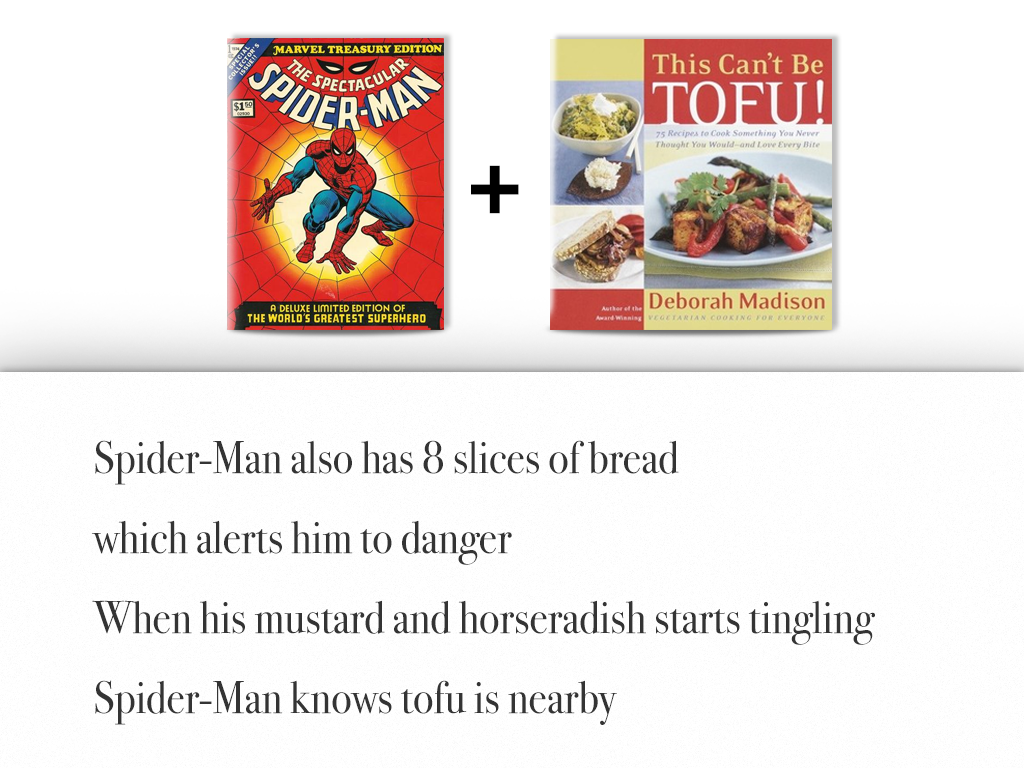 SPECIAL
COLLECTOR'S
ISSUE!
MARVEL TREASURY EDITION
THE SPECTACULAR
SPIDER-MAN
$1.50
A DELUXE LIMITED EDITION OF
THE WORLD'S GREATEST SUPERHERO
+
This Can't Be
TOFU!
75 Recipes to Cook Something You Never
Thought You Would—and Love Every Bite
Author of the
Award Winning
Deborah Madison
VEGETARIAN COOKING FOR EVERYONE
Spider-Man also has 8 slices of bread
which alerts him to danger
When his mustard and horseradish starts tingling
Spider-Man knows tofu is nearby